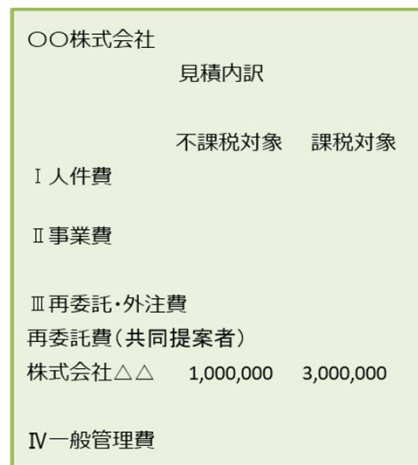 〇〇株式会社
見積内訳
不課税対象 課税対象
Ⅰ人件費
Ⅱ事業費
Ⅲ再委託・外注費
再委託費(共同提案者)
株式会社△△ 1,000,000 3,000,000
Ⅳ一般管理費